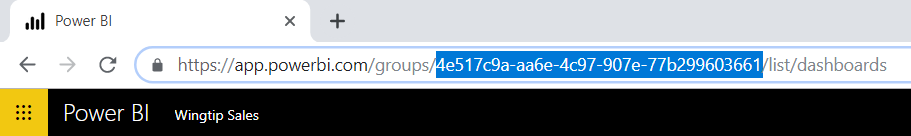 Power BI
https://app.powerbi.com/groups/4e517c9a-aa6e-4c97-907e-77b299603661/list/dashboards
Power BI Wingtip Sales